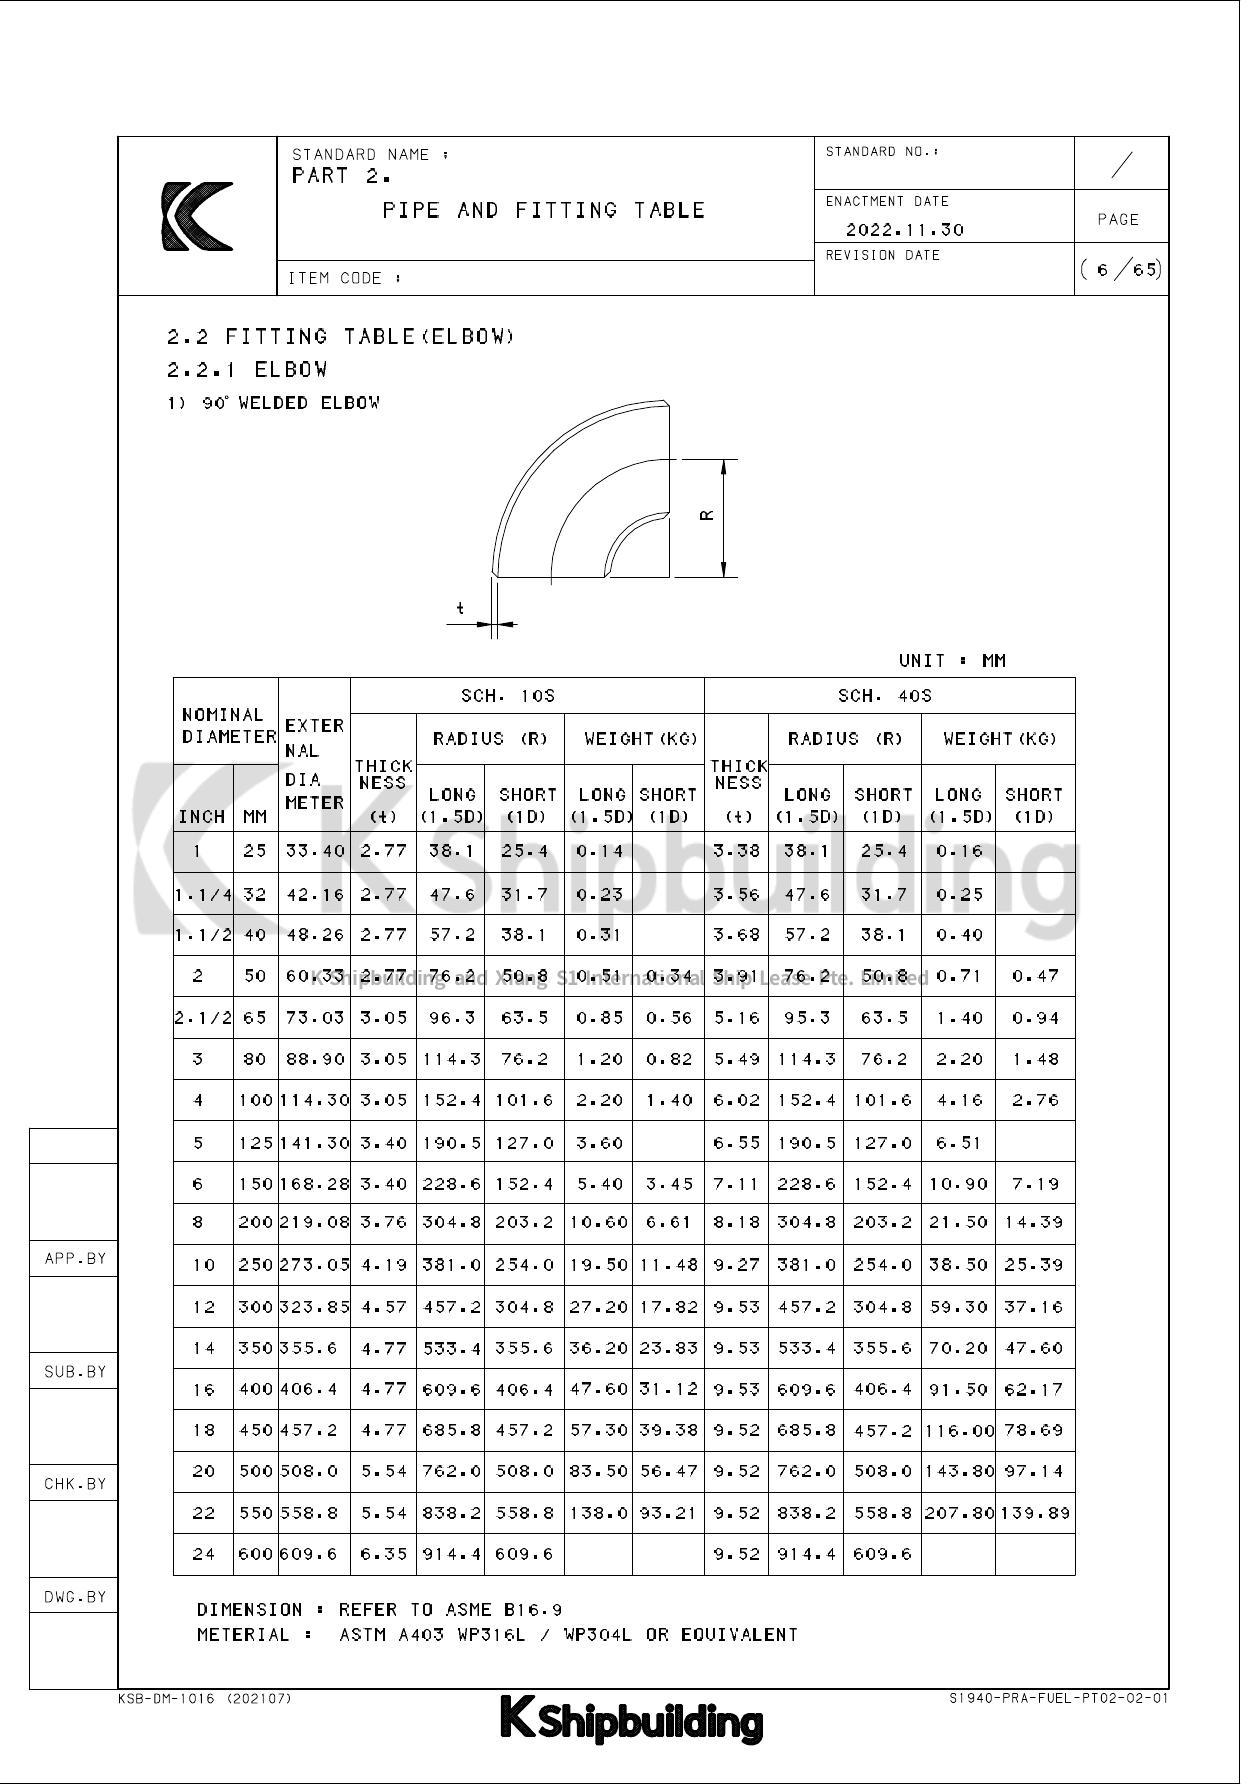 STANDARD NAME :
PART 2.
PIPE AND FITTING TABLE
ITEM CODE :
STANDARD NO.:
/
ENACTMENT DATE
2022.11.30
PAGE
REVISION DATE
( 6 /65)
2.2 FITTING TABLE(ELBOW)
2.2.1 ELBOW
1) 90° WELDED ELBOW
R
t
UNIT : MM
NOMINAL DIAMETER EXTERNAL DIAMETER SCH. 10S SCH. 40S
THICKNESS (t) RADIUS (R) WEIGHT(KG) THICKNESS (t) RADIUS (R) WEIGHT(KG)
INCH MM LONG (1.5D) SHORT (1D) LONG (1.5D) SHORT (1D) LONG (1.5D) SHORT (1D) LONG (1.5D) SHORT (1D)
1 25 33.40 2.77 38.1 25.4 0.14 3.38 38.1 25.4 0.16
1.1/4 32 42.16 2.77 47.6 31.7 0.23 3.56 47.6 31.7 0.25
1.1/2 40 48.26 2.77 57.2 38.1 0.31 3.68 57.2 38.1 0.40
2 50 60.33 2.77 76.2 50.8 0.51 0.34 3.91 76.2 50.8 0.71 0.47
2.1/2 65 73.03 3.05 96.3 63.5 0.85 0.56 5.16 95.3 63.5 1.40 0.94
3 80 88.90 3.05 114.3 76.2 1.20 0.82 5.49 114.3 76.2 2.20 1.48
4 100 114.30 3.05 152.4 101.6 2.20 1.40 6.02 152.4 101.6 4.16 2.76
5 125 141.30 3.40 190.5 127.0 3.60 6.55 190.5 127.0 6.51
6 150 168.28 3.40 228.6 152.4 5.40 3.45 7.11 228.6 152.4 10.90 7.19
8 200 219.08 3.76 304.8 203.2 10.60 6.61 8.18 304.8 203.2 21.50 14.39
10 250 273.05 4.19 381.0 254.0 19.50 11.48 9.27 381.0 254.0 38.50 25.39
12 300 323.85 4.57 457.2 304.8 27.20 17.82 9.53 457.2 304.8 59.30 37.16
14 350 355.6 4.77 533.4 355.6 36.20 23.83 9.53 533.4 355.6 70.20 47.60
16 400 406.4 4.77 609.6 406.4 47.60 31.12 9.53 609.6 406.4 91.50 62.17
18 450 457.2 4.77 685.8 457.2 57.30 39.38 9.52 685.8 457.2 116.00 78.69
20 500 508.0 5.54 762.0 508.0 83.50 56.47 9.52 762.0 508.0 143.80 97.14
22 550 558.8 5.54 838.2 558.8 138.0 93.21 9.52 838.2 558.8 207.80 139.89
24 600 609.6 6.35 914.4 609.6 9.52 914.4 609.6
K Shipbuilding
K Shipbuilding and Xiang S1 International Ship Lease Pte. Limited
DIMENSION : REFER TO ASME B16.9
METERIAL : ASTM A403 WP316L / WP304L OR EQUIVALENT
APP.BY
SUB.BY
CHK.BY
DWG.BY
KSB-DM-1016 (202107)
S1940-PRA-FUEL-PT02-02-01
K Shipbuilding